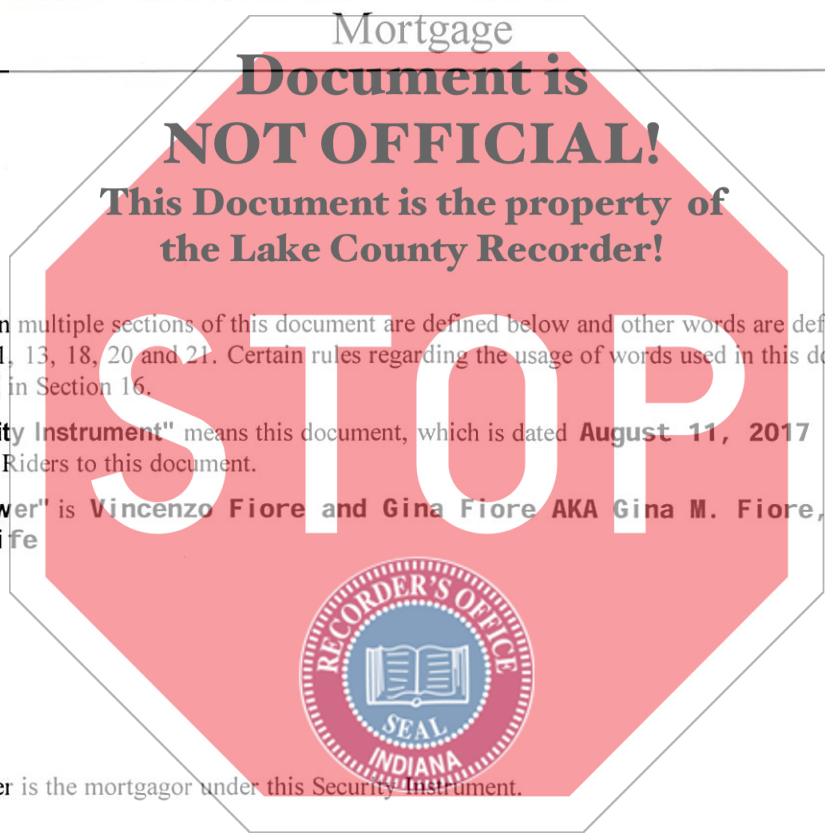 Mortgage
Document is
NOT OFFICIAL!
This Document is the property of
the Lake County Recorder!
n multiple sections of this document are defined below and other words are def
1, 13, 18, 20 and 21. Certain rules regarding the usage of words used in this do
in Section 16.
ity Instrument" means this document, which is dated August 11, 2017
Riders to this document.
wer" is Vincenzo Fiore and Gina Fiore AKA Gina M. Fiore,
ife
STOP
RECORDER'S OFFICE
SEAL
INDIANA
er is the mortgagor under this Security Instrument.